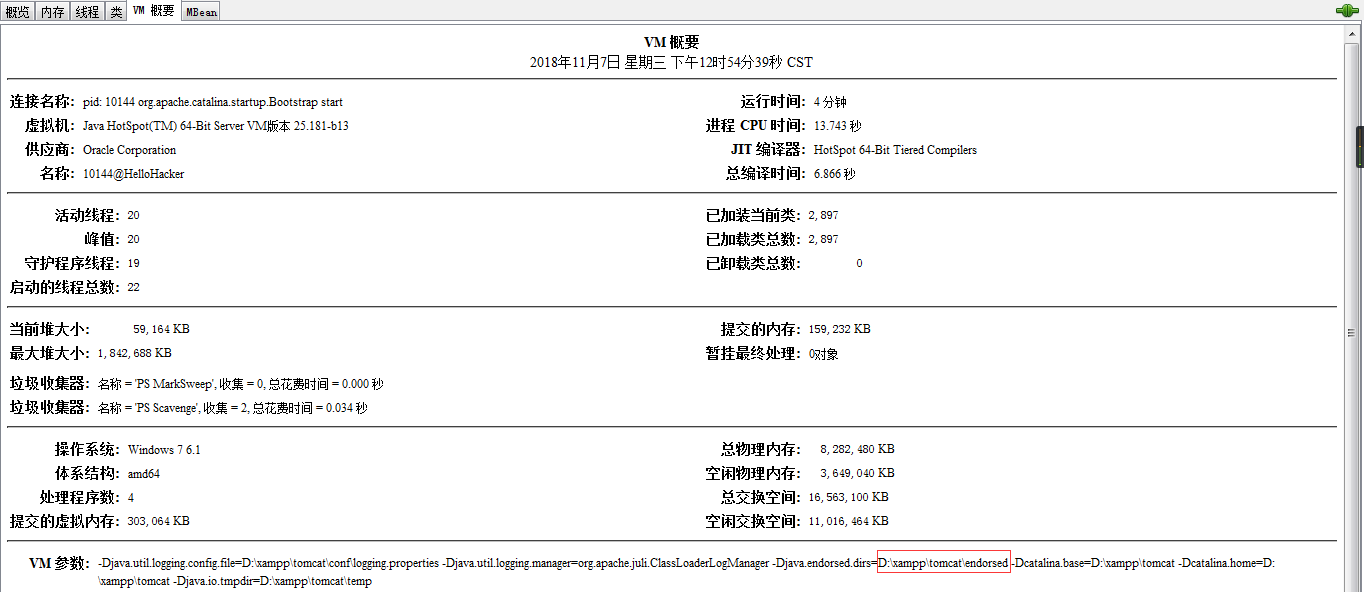 概览 内存 线程 类 VM 概要 MBean
VM 概要
2018年11月7日 星期三 下午12时54分39秒 CST
连接名称： pid: 10144 org.apache.catalina.startup.Bootstrap start 运行时间： 4 分钟
虚拟机： Java HotSpot(TM) 64-Bit Server VM版本 25.181-b13 进程 CPU 时间： 13.743 秒
供应商： Oracle Corporation JIT 编译器： HotSpot 64-Bit Tiered Compilers
名称： 10144@HelloHacker 总编译时间： 6.866 秒
活动线程： 20 已加装当前类： 2,897
峰值： 20 已加载类总数： 2,897
守护程序线程： 19 已卸载类总数： 0
启动的线程总数： 22
当前堆大小： 59,164 KB 提交的内存： 159,232 KB
最大堆大小： 1,842,688 KB 暂挂最终处理： 0对象
垃圾收集器： 名称 = 'PS MarkSweep', 收集 = 0, 总花费时间 = 0.000 秒
垃圾收集器： 名称 = 'PS Scavenge', 收集 = 2, 总花费时间 = 0.034 秒
操作系统： Windows 7 6.1 总物理内存： 8,282,480 KB
体系结构： amd64 空闲物理内存： 3,649,040 KB
处理程序数： 4 总交换空间： 16,563,100 KB
提交的虚拟内存： 303,064 KB 空闲交换空间： 11,016,464 KB
VM 参数： -Djava.util.logging.config.file=D:\xampp\tomcat\conf\logging.properties -Djava.util.logging.manager=org.apache.juli.ClassLoaderLogManager -Djava.endorsed.dirs=D:\xampp\tomcat\endorsed -Dcatalina.base=D:\xampp\tomcat -Dcatalina.home=D:
\xampp\tomcat -Djava.io.tmpdir=D:\xampp\tomcat\temp